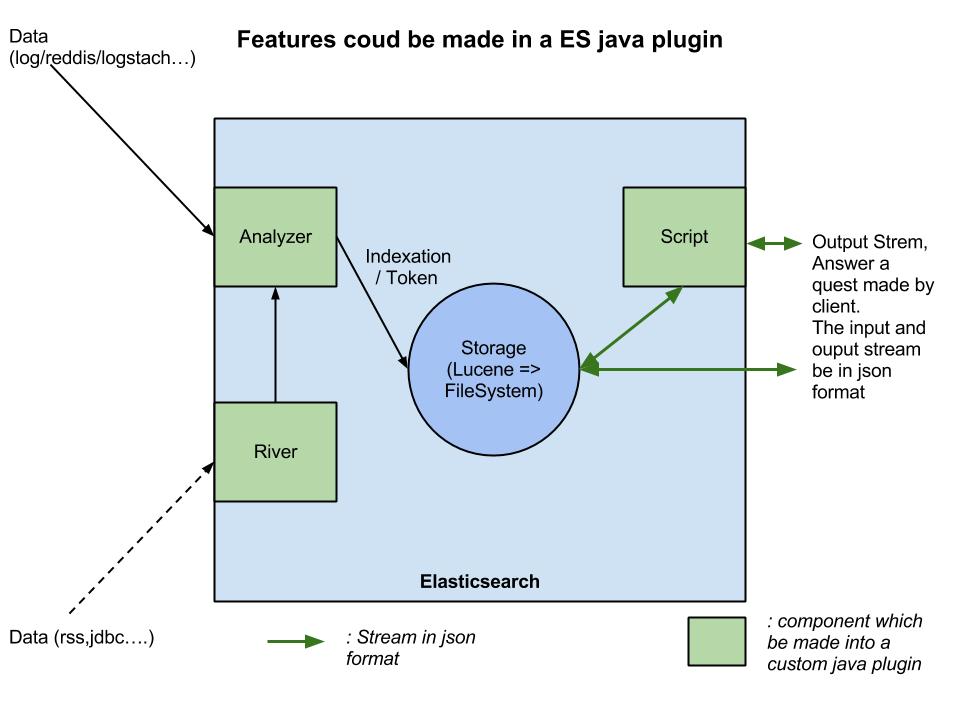 Data
(log/reddis/logstach…)
Features coud be made in a ES java plugin
Analyzer
Indexation
/ Token
Script
Output Strem,
Answer a
quest made by
client.
The input and
ouput stream
be in json
format
Storage
(Lucene =>
FileSystem)
River
Elasticsearch
Data (rss,jdbc….)
: Stream in json
format
: component which
be made into a
custom java plugin